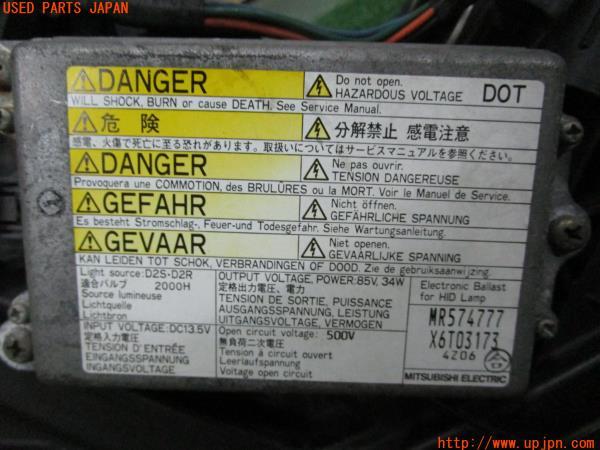 USED PARTS JAPAN
DANGER
Do not open.
HAZARDOUS VOLTAGE
DOT
WILL SHOCK, BURN or cause DEATH. See Service Manual.
危 険
分解禁止 感電注意
感電、火傷で死亡に至る恐れがあります。取扱いについてはサービスマニュアルを参照ください。
DANGER
Ne pas ouvrir.
TENSION DANGEREUSE
Provoquera une COMMOTION, des BRULÛRES ou la MORT. Voir le Manuel de Service.
GEFAHR
Nicht öffnen.
GEFÄHRLICHE SPANNUNG
Es besteht Stromschlag-, Feuer-und Todesgefahr. Siehe Wartungsanleitung.
GEVAAR
Niet openen.
GEVAARLIJKE SPANNING
KAN LEIDEN TOT SCHOK, VERBRANDINGEN OF DOOD. Zie de gebruiksaanwijzing.
Light source:D2S-D2R
適合バルブ 2000H
Source lumineuse
Lichtquelle
Lichtbron
INPUT VOLTAGE:DC13.5V
定格入力電圧
TENSION D'ENTRÉE
EINGANGSSPANNUNG
INGANGSVOLTAGE
OUTPUT VOLTAGE, POWER:85V, 34W
定格出力電圧、電力
TENSION DE SORTIE, PUISSANCE
AUSGANGSSPANNUNG, LEISTUNG
UITGANGSVOLTAGE, VERMOGEN
Open circuit voltage: 500V
無負荷二次電圧
Tension à circuit ouvert
Leerlaufspannung
Voltage open circuit
Electronic Ballast
for HID Lamp
MR574777
X6T03173
4Z06
MITSUBISHI ELECTRIC
http://www.upjpn.com/